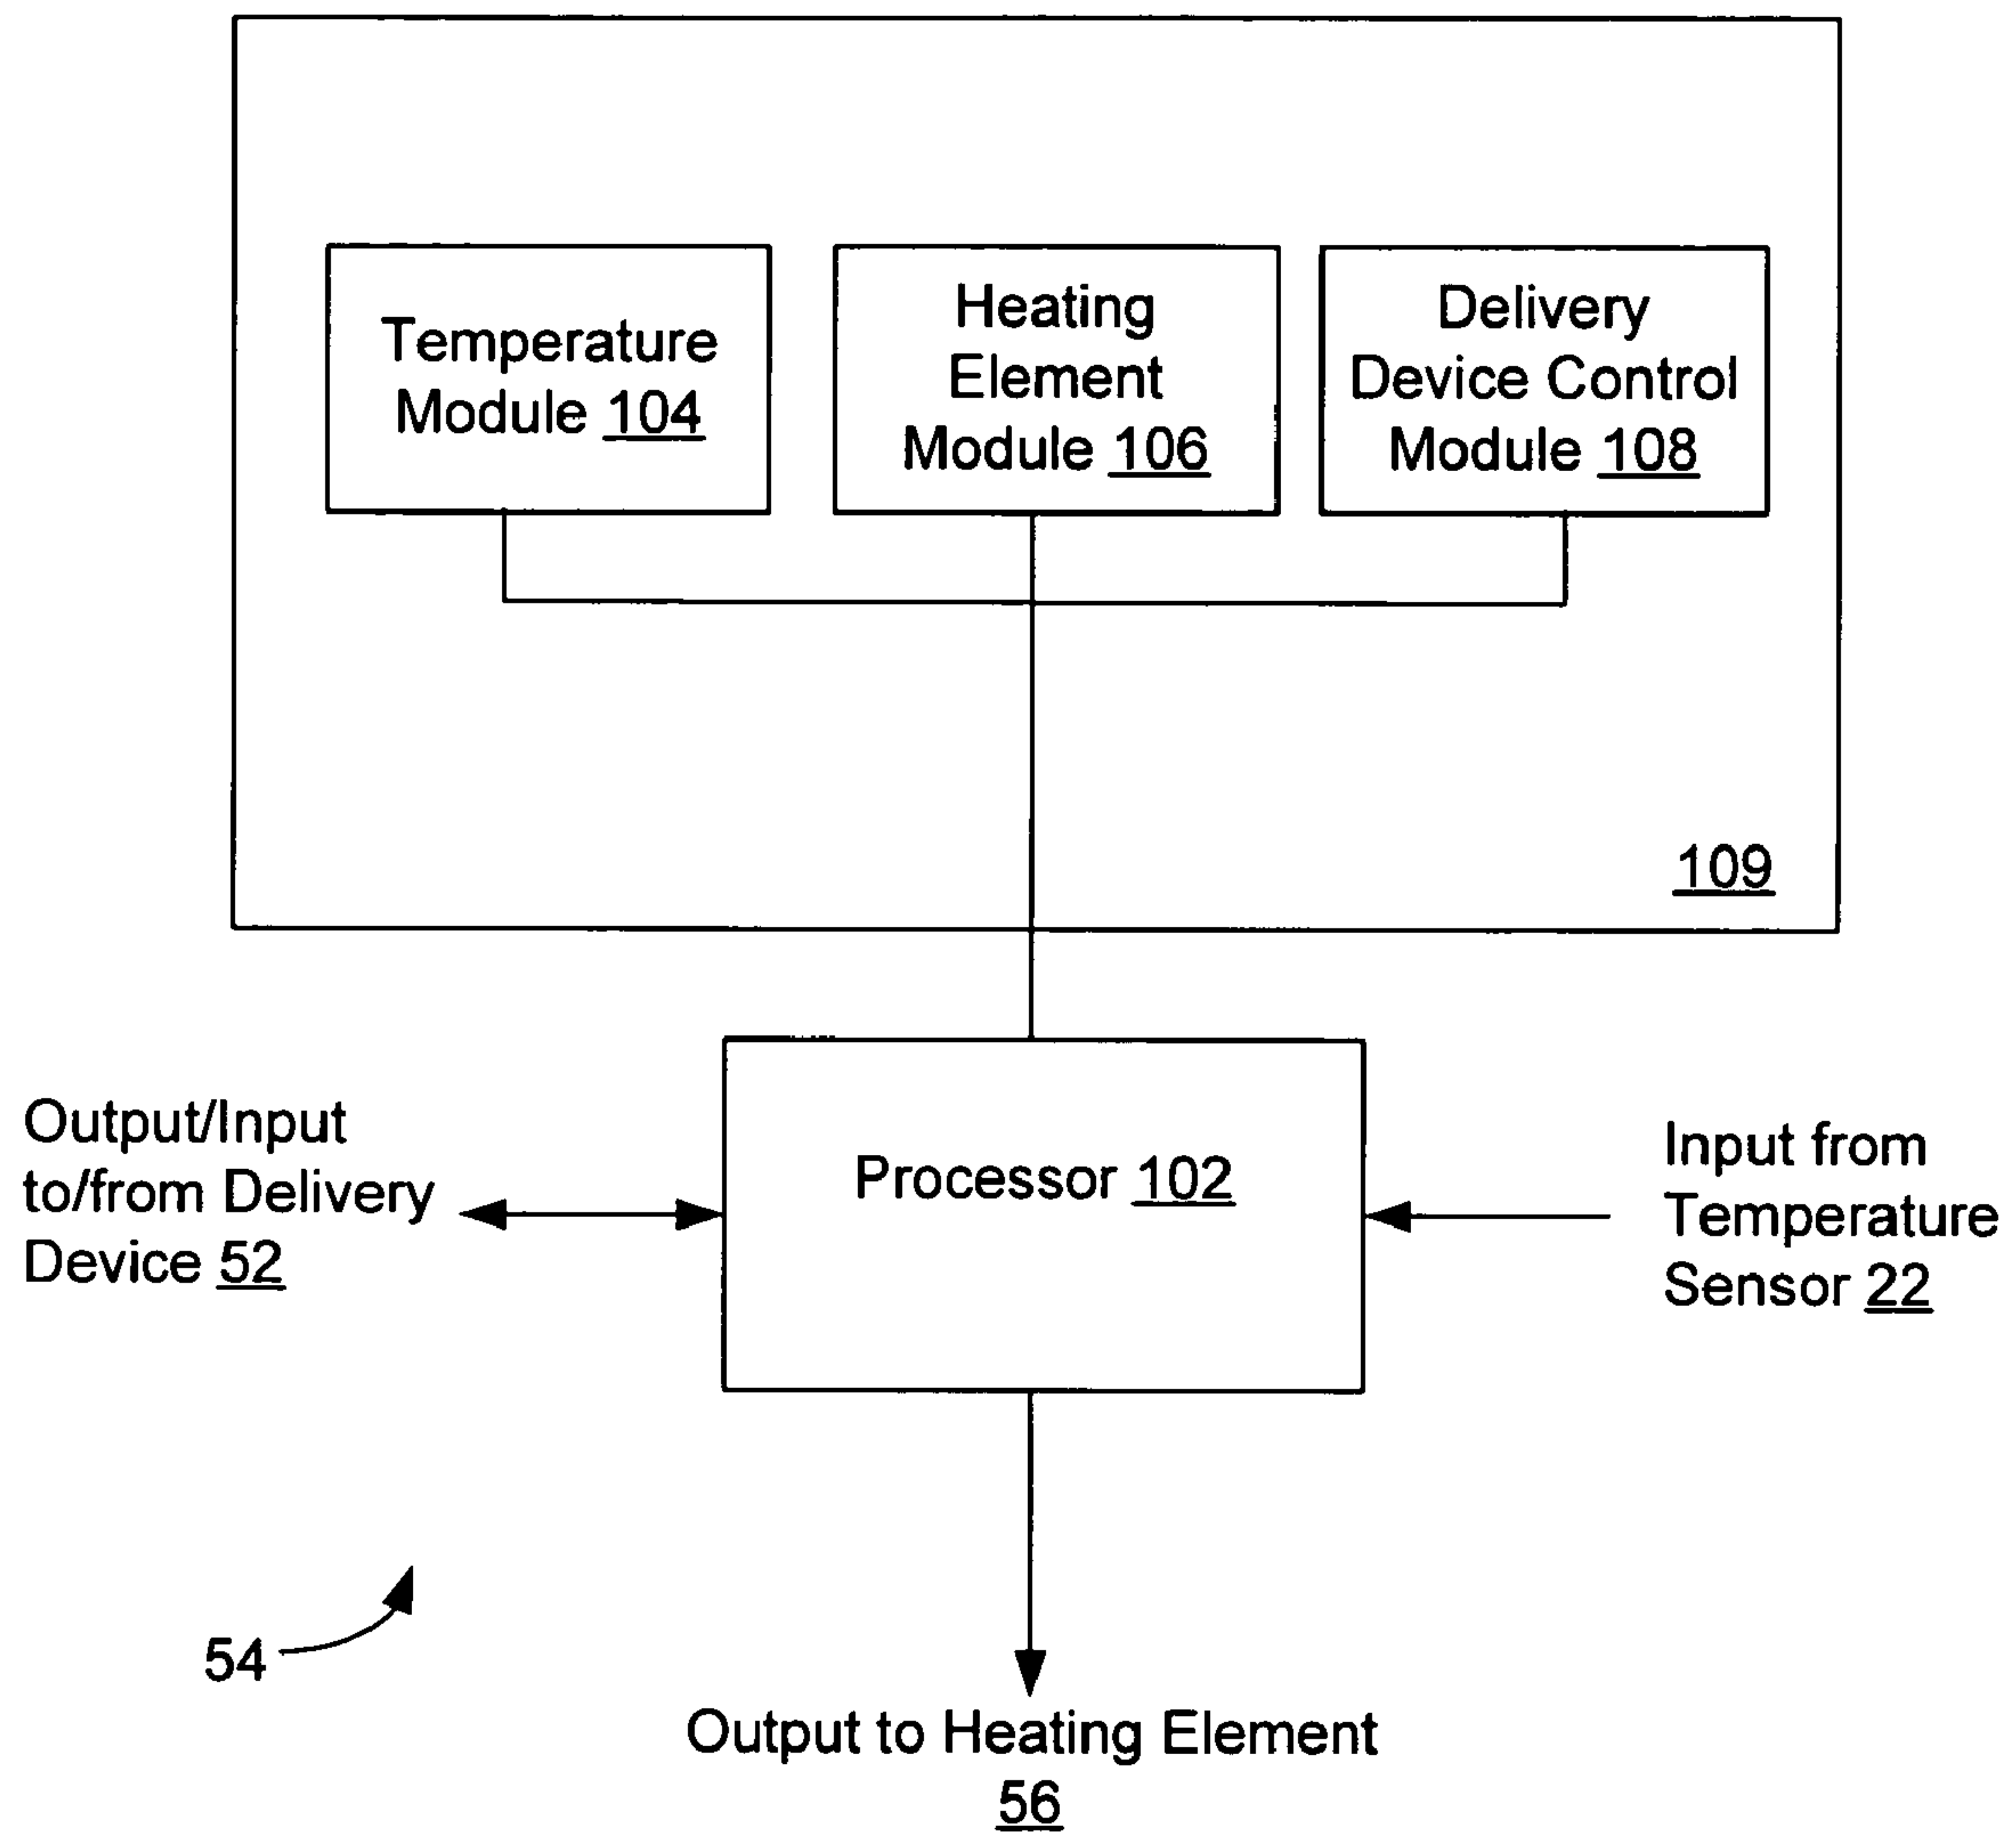 Temperature
Module 104
Heating
Element
Module 106
Delivery
Device Control
Module 108
109
Output/Input
to/from Delivery
Device 52
Processor 102
Input from
Temperature
Sensor 22
54
Output to Heating Element
56